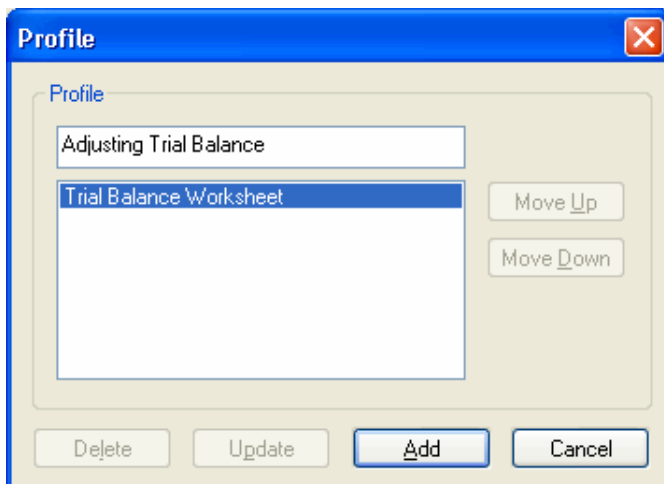 Profile
Profile
Adjusting Trial Balance
Trial Balance Worksheet
Move Up
Move Down
Delete
Update
Add
Cancel